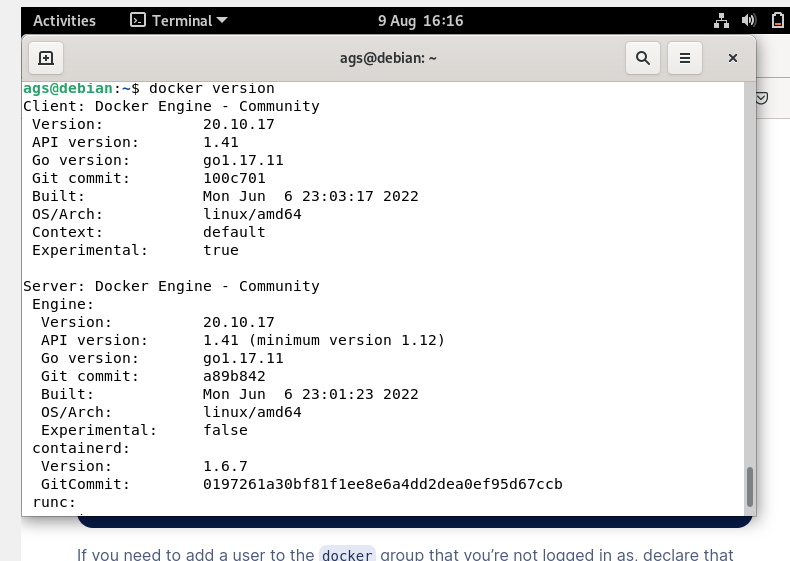 Activities Terminal 9 Aug 16:16
ags@debian: ~
ags@debian:~$ docker version
Client: Docker Engine - Community
Version: 20.10.17
API version: 1.41
Go version: go1.17.11
Git commit: 100c701
Built: Mon Jun  6 23:03:17 2022
OS/Arch: linux/amd64
Context: default
Experimental: true
Server: Docker Engine - Community
Engine:
Version: 20.10.17
API version: 1.41 (minimum version 1.12)
Go version: go1.17.11
Git commit: a89b842
Built: Mon Jun  6 23:01:23 2022
OS/Arch: linux/amd64
Experimental: false
containerd:
Version: 1.6.7
GitCommit: 0197261a30bf81f1ee8e6a4dd2dea0ef95d67ccb
runc:
If you need to add a user to the docker group that you're not logged in as, declare that